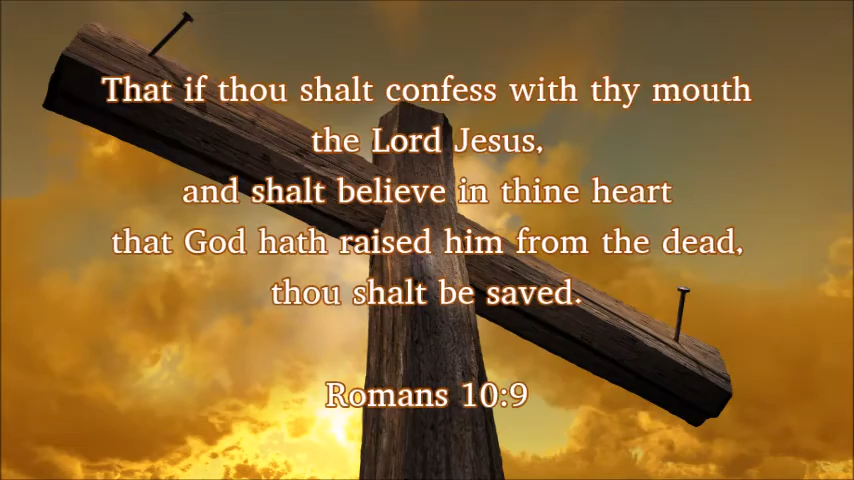 That if thou shalt confess with thy mouth
the Lord Jesus,
and shalt believe in thine heart
that God hath raised him from the dead,
thou shalt be saved.
Romans 10:9